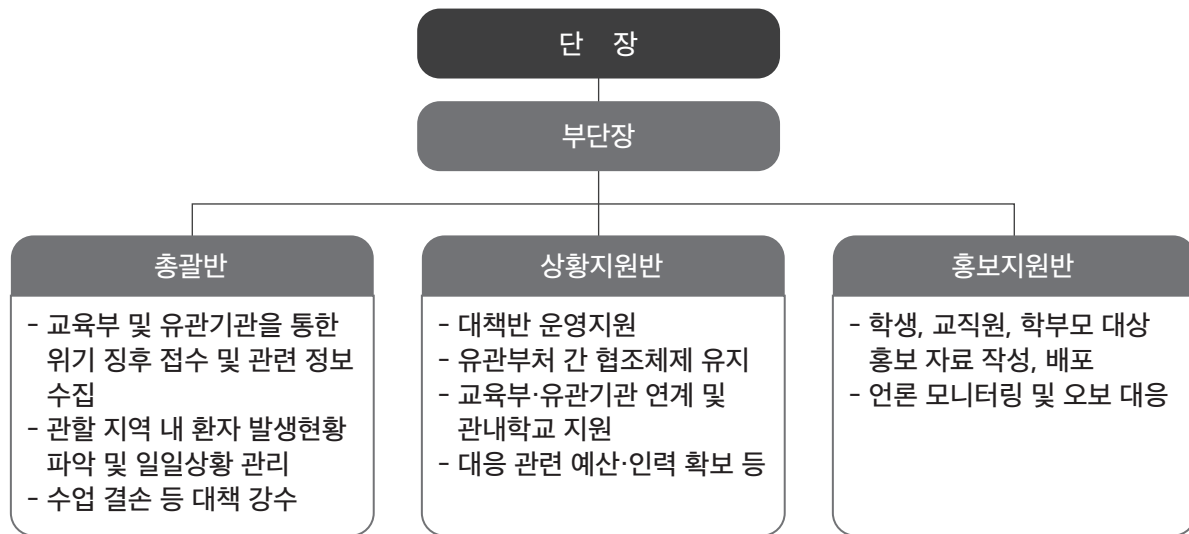 단 장
부단장
총괄반
- 교육부 및 유관기관을 통한
위기 징후 접수 및 관련 정보
수집
- 관할 지역 내 환자 발생현황
파악 및 일일상황 관리
- 수업 결손 등 대책 강수
상황지원반
- 대책반 운영지원
- 유관부처 간 협조체제 유지
- 교육부·유관기관 연계 및
관내학교 지원
- 대응 관련 예산·인력 확보 등
홍보지원반
- 학생, 교직원, 학부모 대상
홍보 자료 작성, 배포
- 언론 모니터링 및 오보 대응